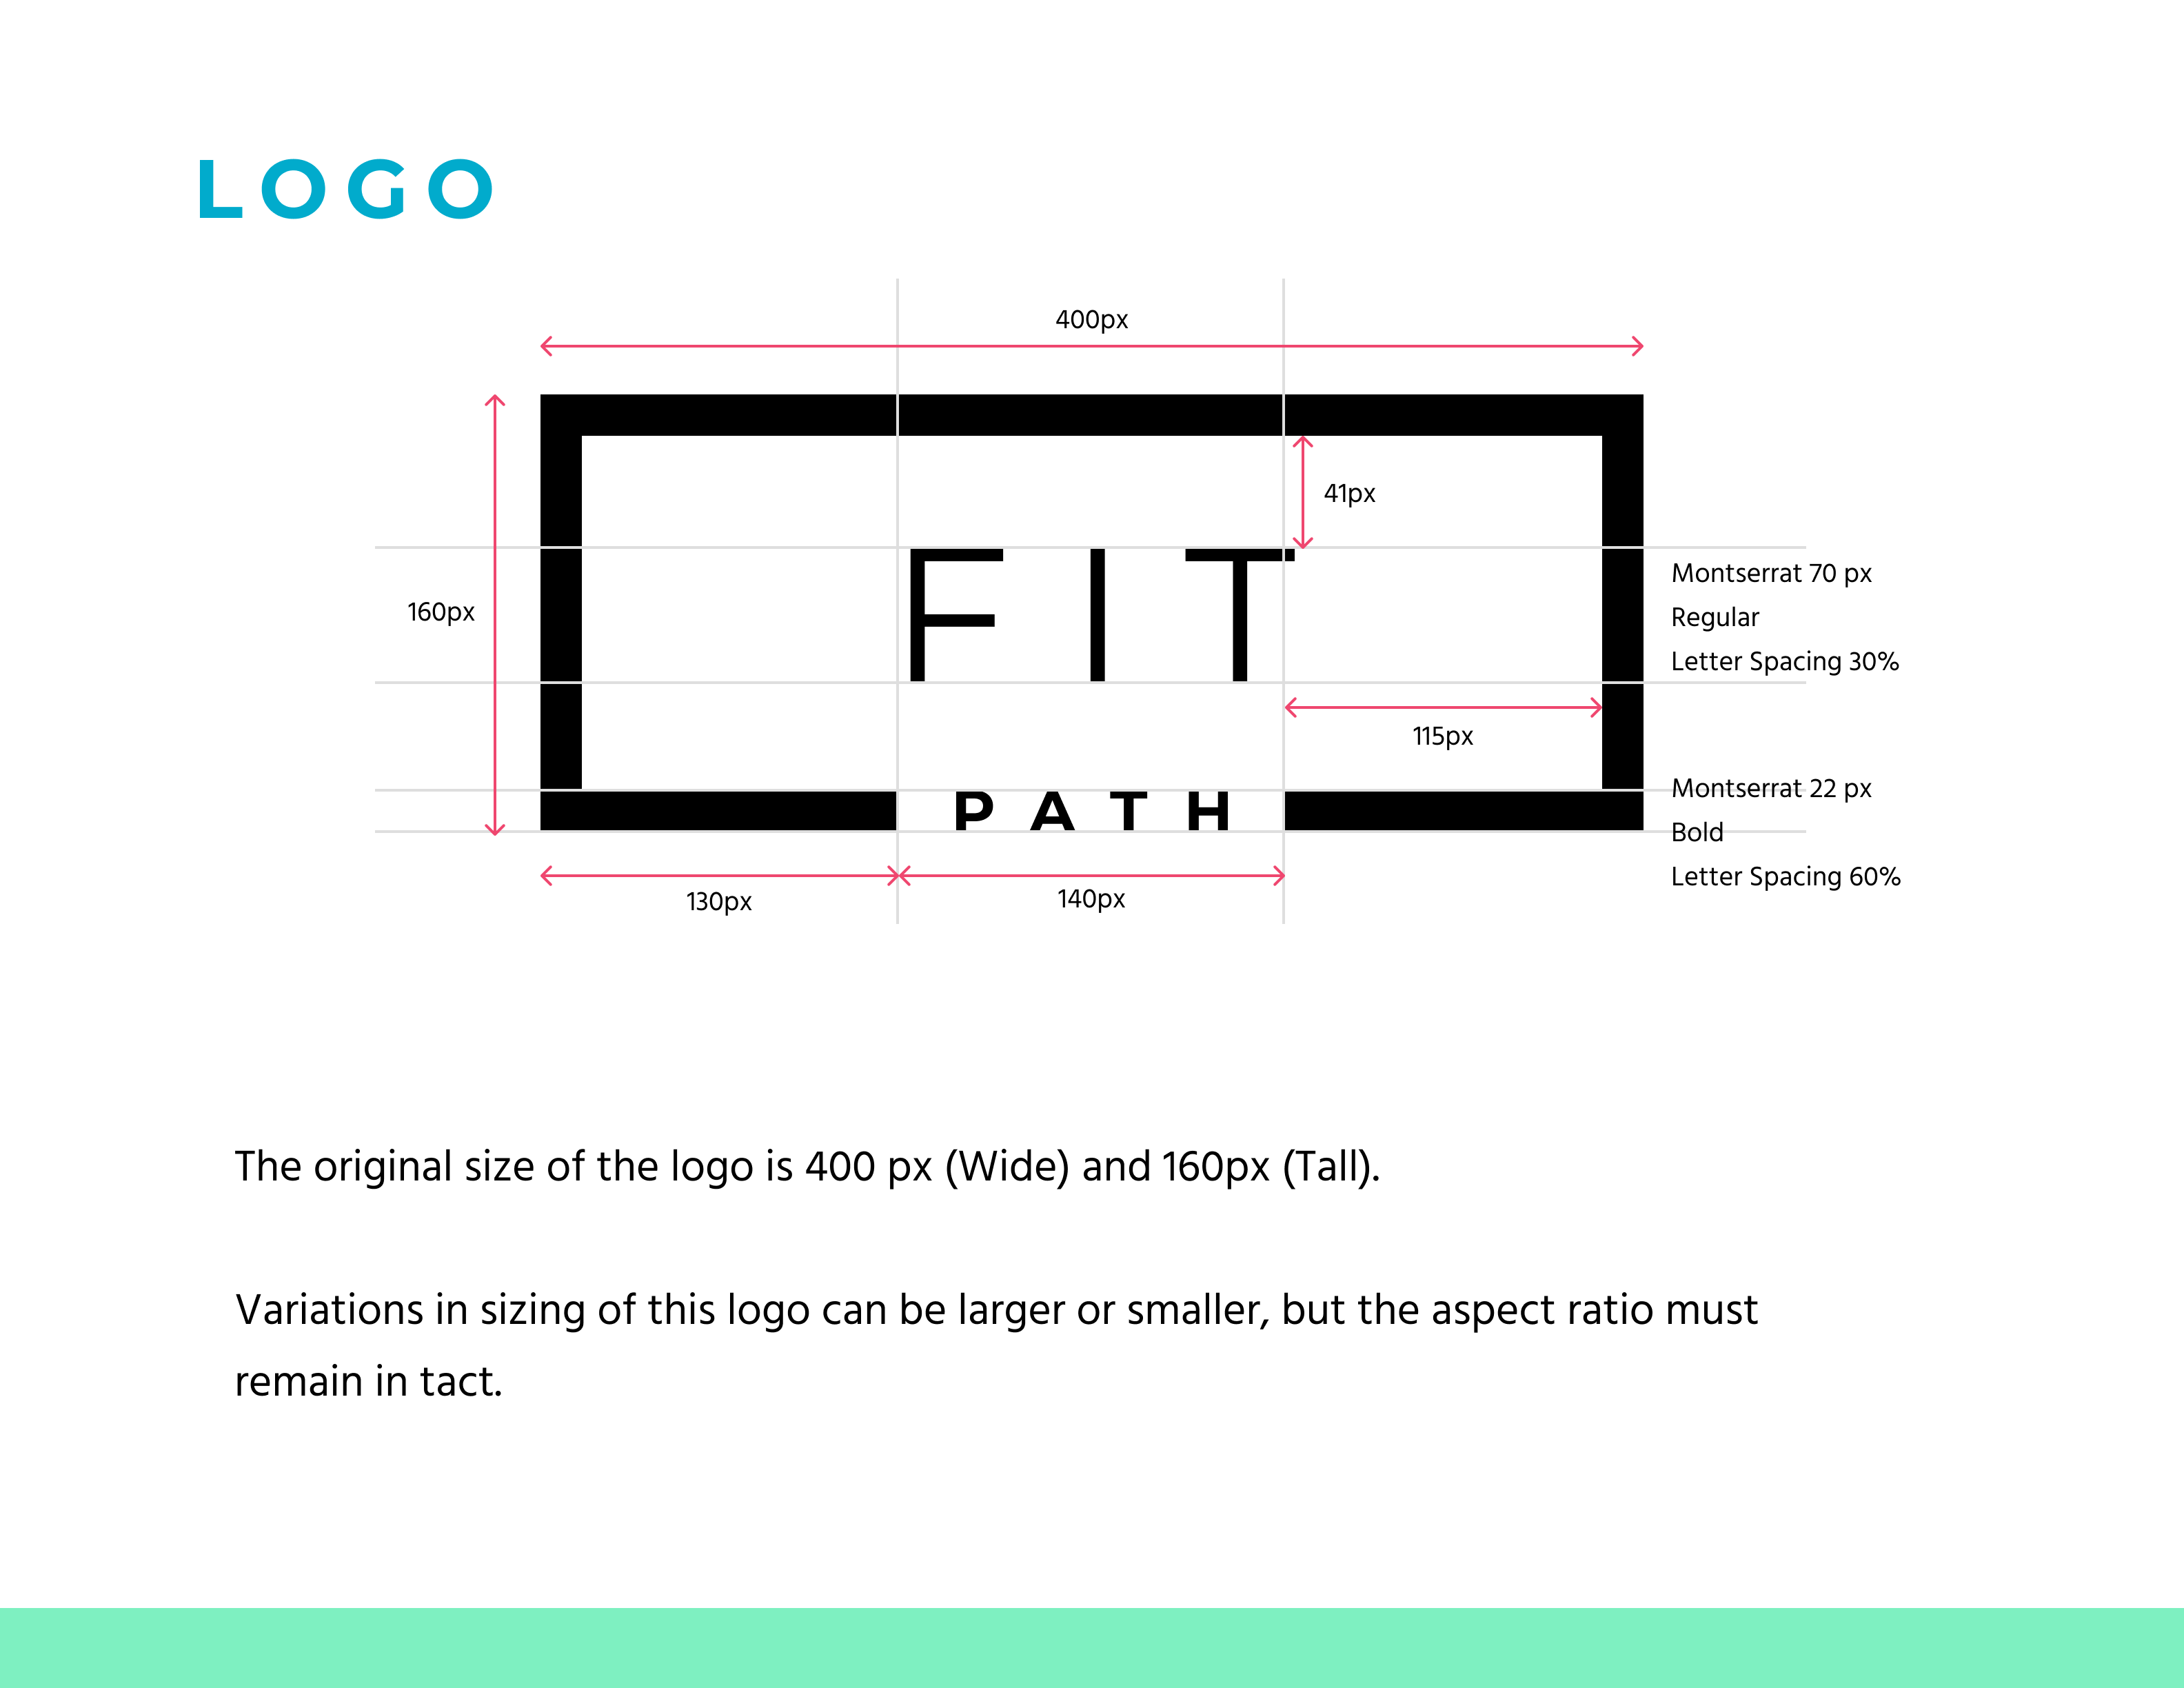 LOGO
400px
41px
160px
FIT
Montserrat 70 px
Regular
Letter Spacing 30%
115px
PATH
Montserrat 22 px
Bold
Letter Spacing 60%
130px
140px
The original size of the logo is 400 px (Wide) and 160px (Tall).
Variations in sizing of this logo can be larger or smaller, but the aspect ratio must
remain in tact.